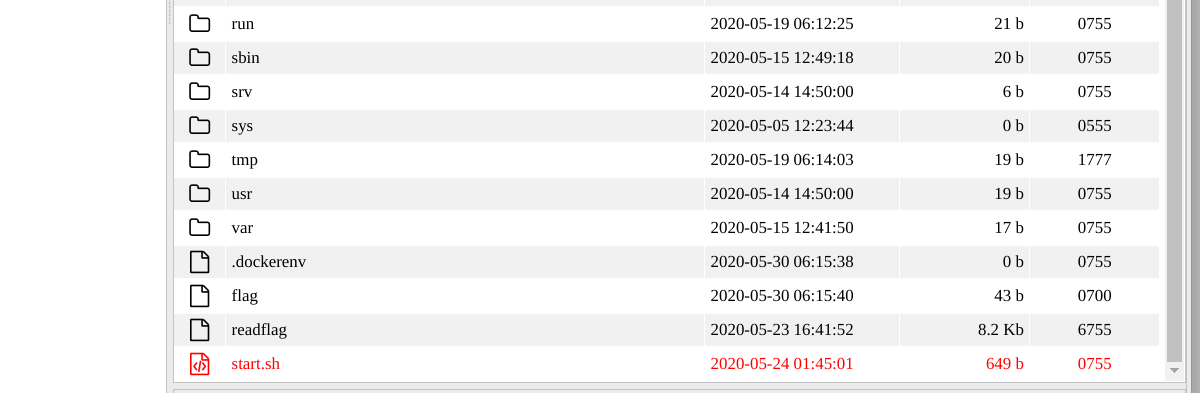 run 2020-05-19 06:12:25 21 b 0755
sbin 2020-05-15 12:49:18 20 b 0755
srv 2020-05-14 14:50:00 6 b 0755
sys 2020-05-05 12:23:44 0 b 0555
tmp 2020-05-19 06:14:03 19 b 1777
usr 2020-05-14 14:50:00 19 b 0755
var 2020-05-15 12:41:50 17 b 0755
.dockerenv 2020-05-30 06:15:38 0 b 0755
flag 2020-05-30 06:15:40 43 b 0700
readflag 2020-05-23 16:41:52 8.2 Kb 6755
start.sh 2020-05-24 01:45:01 649 b 0755